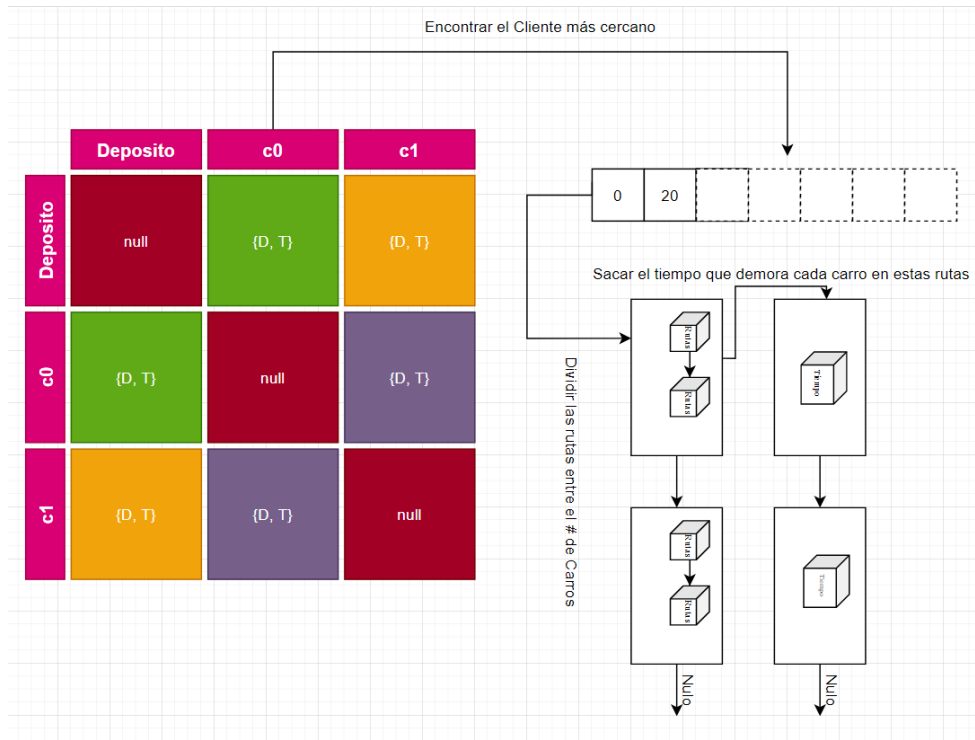 Encontrar el Cliente más cercano
Deposito
c0
c1
Deposito
null
{D, T}
{D, T}
c0
{D, T}
null
{D, T}
c1
{D, T}
{D, T}
null
0
20
Sacar el tiempo que demora cada carro en estas rutas
Dividir las rutas entre el # de Carros
Rutas
Rutas
Tiempo
Rutas
Rutas
Tiempo
Nulo
Nulo